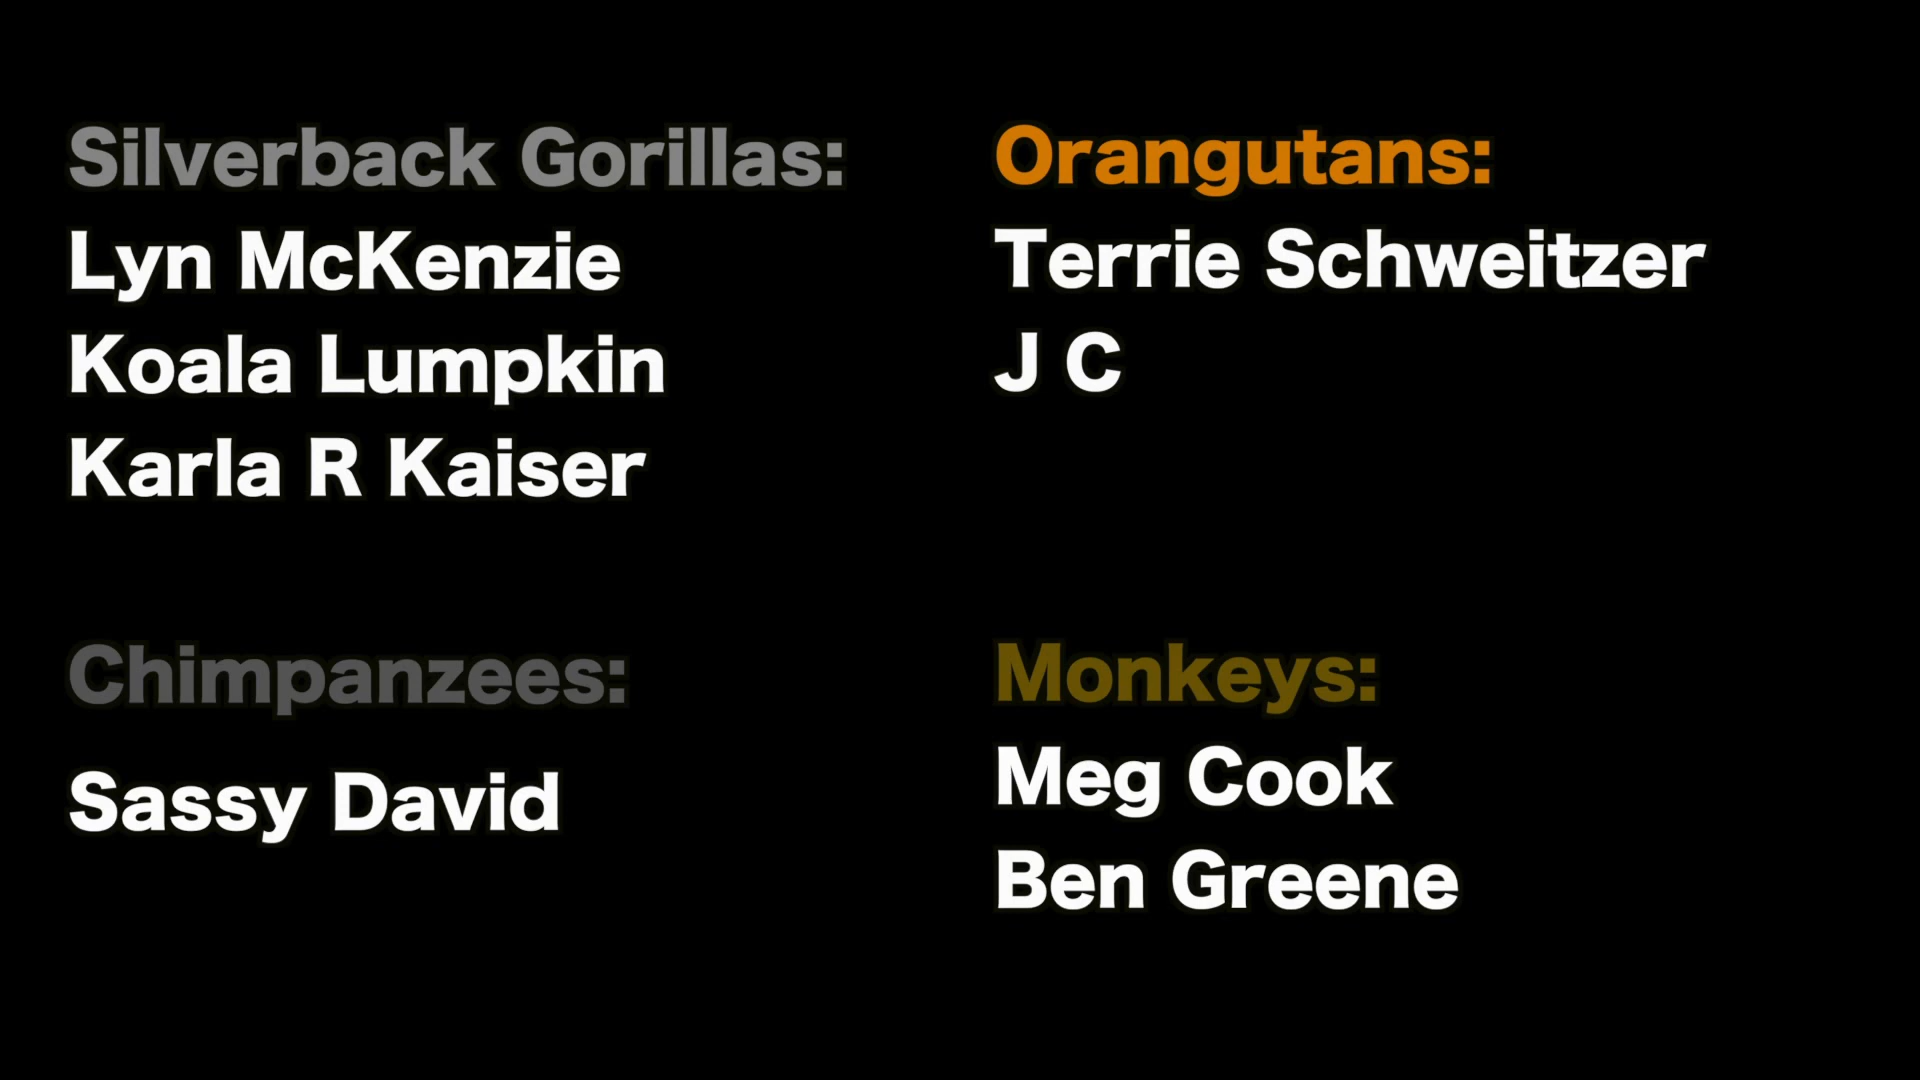 Silverback Gorillas:
Lyn McKenzie
Koala Lumpkin
Karla R Kaiser
Orangutans:
Terrie Schweitzer
J C
Chimpanzees:
Sassy David
Monkeys:
Meg Cook
Ben Greene